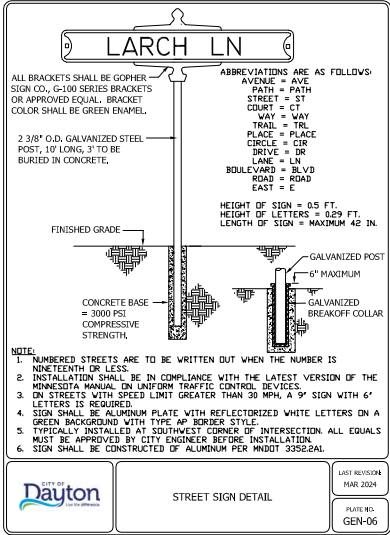 LARCH LN
ALL BRACKETS SHALL BE GOPHER
SIGN CO., G-100 SERIES BRACKETS
OR APPROVED EQUAL. BRACKET
COLOR SHALL BE GREEN ENAMEL.
2 3/8" O.D. GALVANIZED STEEL
POST, 10' LONG, 3' TO BE
BURIED IN CONCRETE.
ABBREVIATIONS ARE AS FOLLOWS:
AVENUE = AVE
PATH = PATH
STREET = ST
COURT = CT
WAY = WAY
TRAIL = TRL
PLACE = PLACE
CIRCLE = CIR
DRIVE = DR
LANE = LN
BOULEVARD = BLVD
ROAD = ROAD
EAST = E
HEIGHT OF SIGN = 0.5 FT.
HEIGHT OF LETTERS = 0.29 FT.
LENGTH OF SIGN = MAXIMUM 42 IN.
FINISHED GRADE
GALVANIZED POST
6" MAXIMUM
GALVANIZED
BREAKOFF COLLAR
CONCRETE BASE
= 3000 PSI
COMPRESSIVE
STRENGTH.
NOTE:
1. NUMBERED STREETS ARE TO BE WRITTEN OUT WHEN THE NUMBER IS
NINETEENTH OR LESS.
2. INSTALLATION SHALL BE IN COMPLIANCE WITH THE LATEST VERSION OF THE
MINNESOTA MANUAL ON UNIFORM TRAFFIC CONTROL DEVICES.
3. ON STREETS WITH SPEED LIMIT GREATER THAN 30 MPH, A 9" SIGN WITH 6"
LETTERS IS REQUIRED.
4. SIGN SHALL BE ALUMINUM PLATE WITH REFLECTORIZED WHITE LETTERS ON A
GREEN BACKGROUND WITH TYPE AP BORDER STYLE.
5. TYPICALLY INSTALLED AT SOUTHWEST CORNER OF INTERSECTION. ALL EQUALS
MUST BE APPROVED BY CITY ENGINEER BEFORE INSTALLATION.
6. SIGN SHALL BE CONSTRUCTED OF ALUMINUM PER MNDOT 3352.2A1.
CITY OF
Dayton
Live the difference
STREET SIGN DETAIL
LAST REVISION:
MAR 2024
PLATE NO.
GEN-06